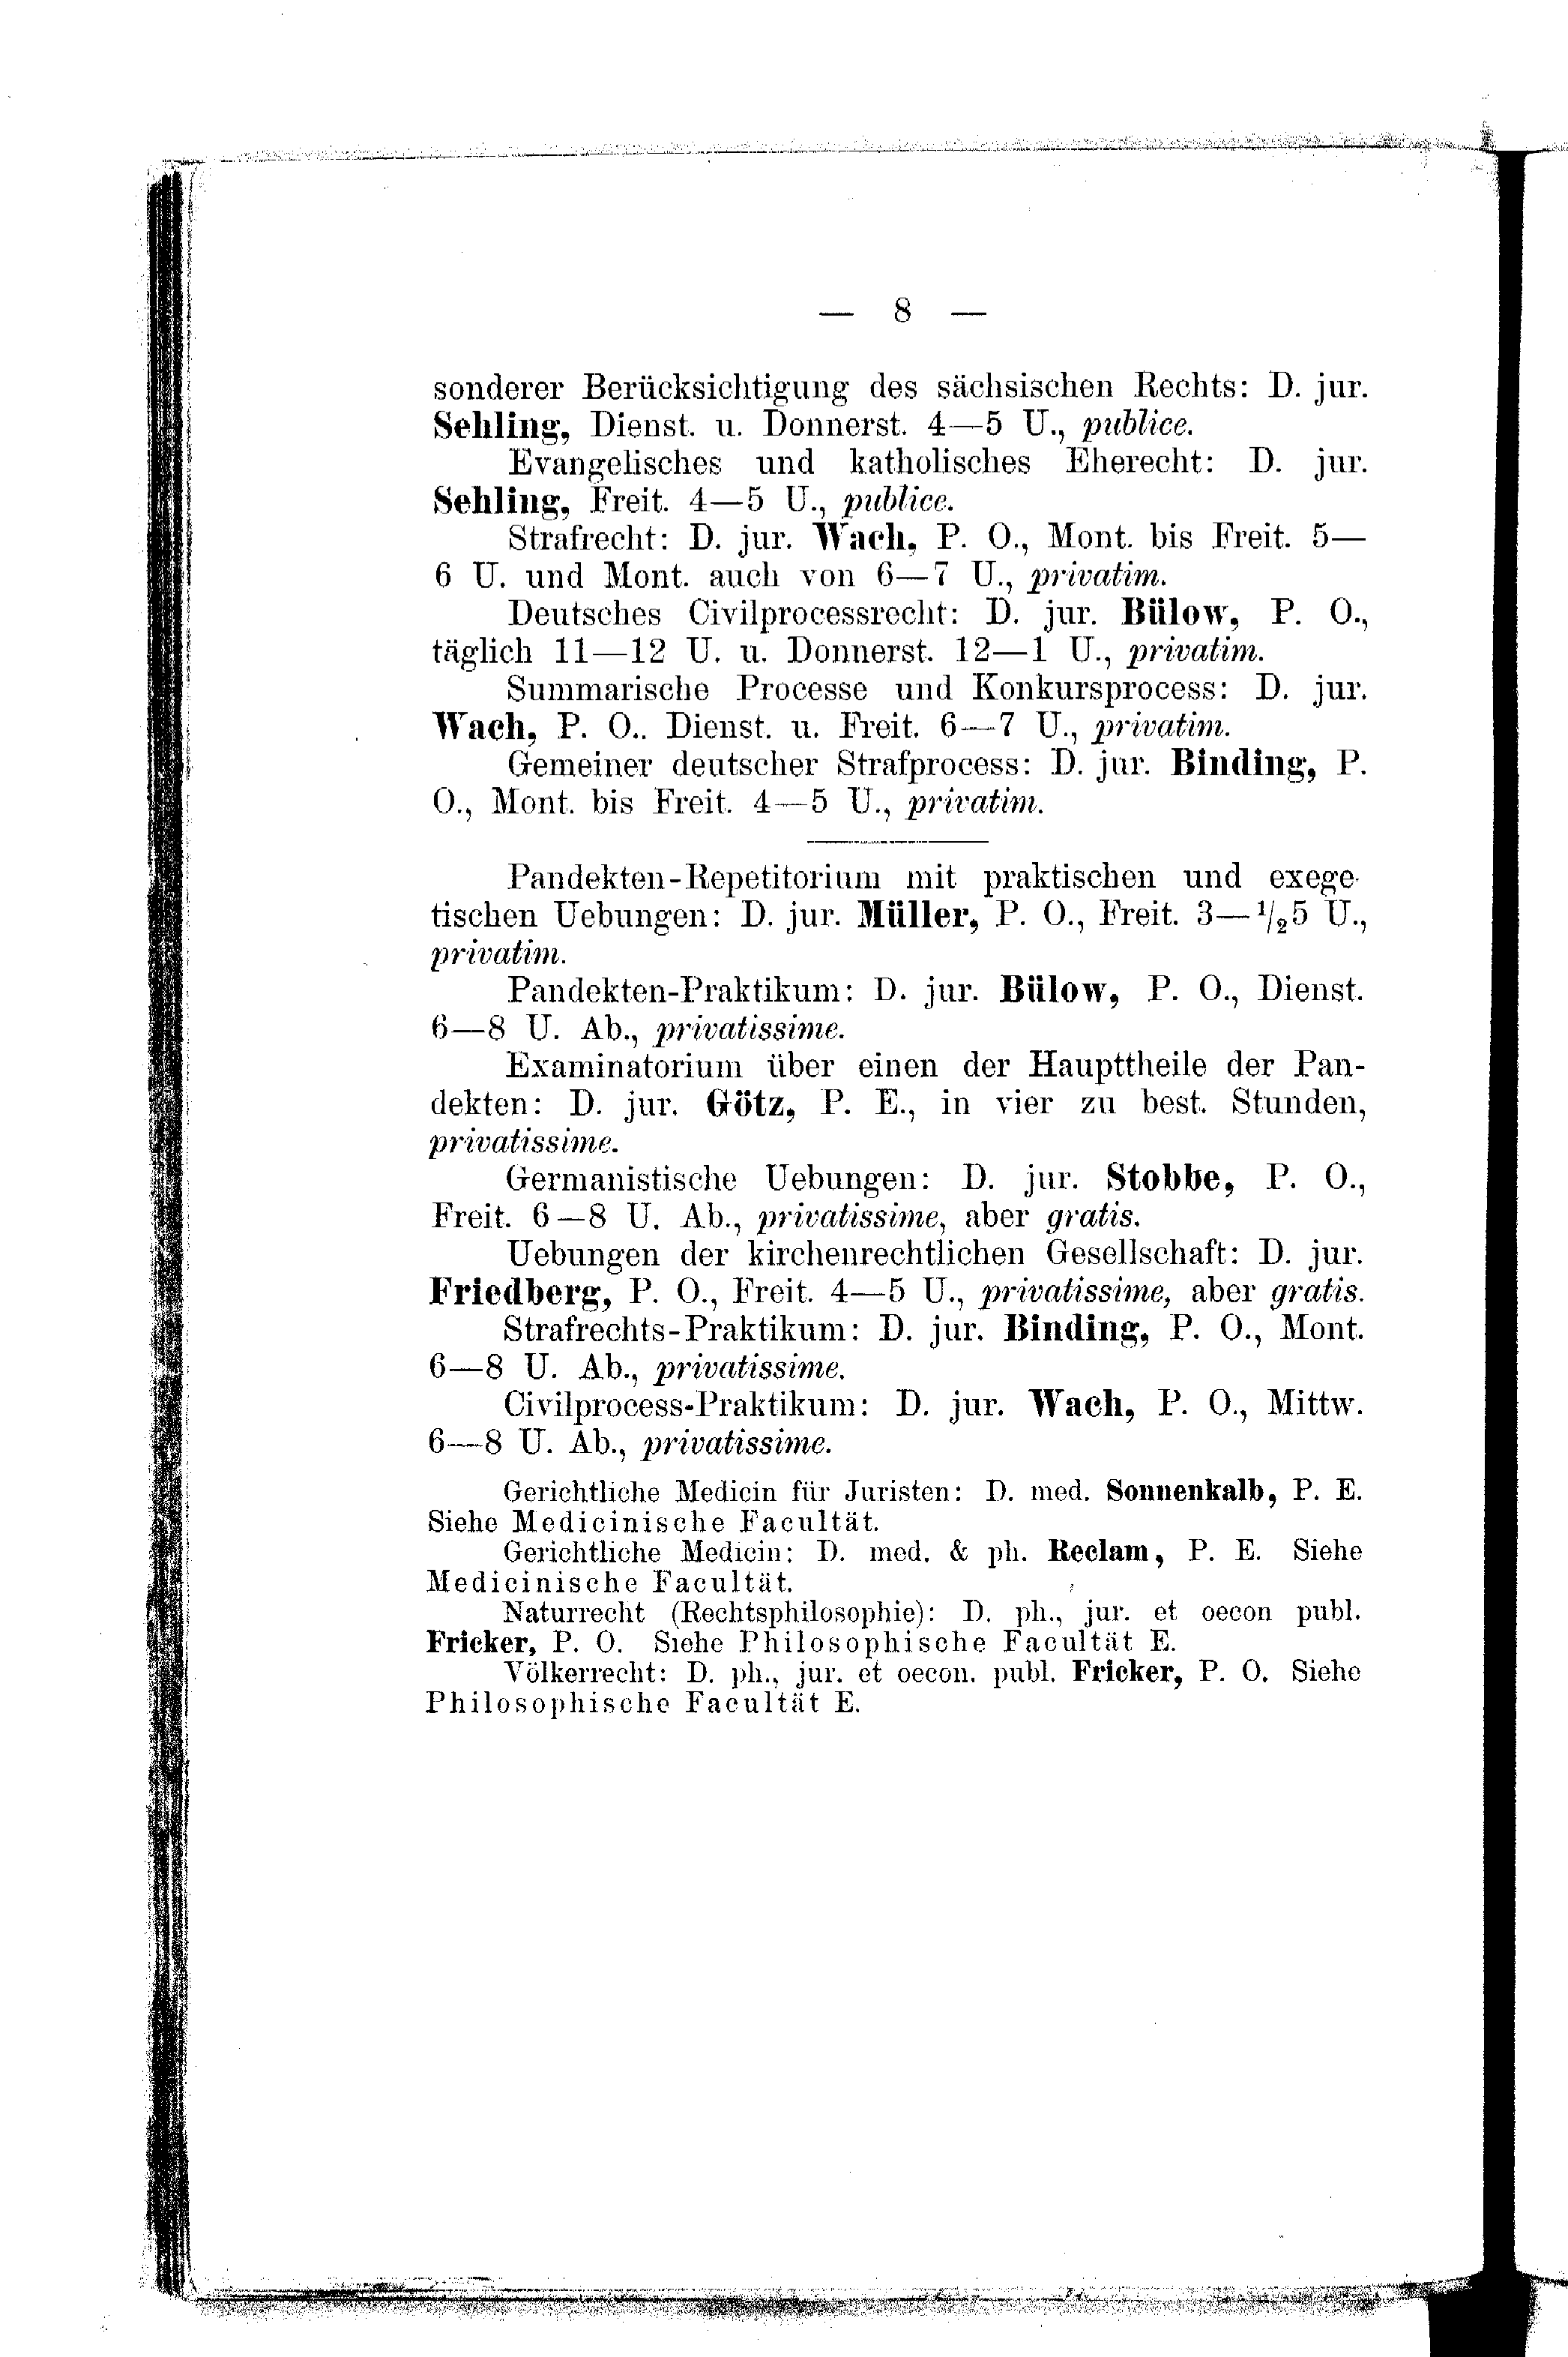 — 8 —
sonderer Berücksichtigung des sächsischen Rechts: D. jur.
Sehling, Dienst. u. Donnerst. 4—5 U., publice.
Evangelisches und katholisches Eherecht: D. jur.
Sehling, Freit. 4—5 U., publice.
Strafrecht: D. jur. Wach, P. O., Mont. bis Freit. 5—
6 U. und Mont. auch von 6—7 U., privatim.
Deutsches Civilprocessrecht: D. jur. Bülow, P. O.,
täglich 11—12 U. u. Donnerst. 12—1 U., privatim.
Summarische Processe und Konkursprocess: D. jur.
Wach, P. O.. Dienst. u. Freit. 6—7 U., privatim.
Gemeiner deutscher Strafprocess: D. jur. Binding, P.
O., Mont. bis Freit. 4—5 U., privatim.
Pandekten-Repetitorium mit praktischen und exege-
tischen Uebungen: D. jur. Müller, P. O., Freit. 3—1/25 U.,
privatim.
Pandekten-Praktikum: D. jur. Bülow, P. O., Dienst.
6—8 U. Ab., privatissime.
Examinatorium über einen der Haupttheile der Pan-
dekten: D. jur. Götz, P. E., in vier zu best. Stunden,
privatissime.
Germanistische Uebungen: D. jur. Stobbe, P. O.,
Freit. 6—8 U. Ab., privatissime, aber gratis.
Uebungen der kirchenrechtlichen Gesellschaft: D. jur.
Friedberg, P. O., Freit. 4—5 U., privatissime, aber gratis.
Strafrechts-Praktikum: D. jur. Binding, P. O., Mont.
6—8 U. Ab., privatissime.
Civilprocess-Praktikum: D. jur. Wach, P. O., Mittw.
6—8 U. Ab., privatissime.
Gerichtliche Medicin für Juristen: D. med. Sonnenkalb, P. E.
Siehe Medicinische Facultät.
Gerichtliche Medicin: D. med. & ph. Reclam, P. E. Siehe
Medicinische Facultät.
Naturrecht (Rechtsphilosophie): D. ph., jur. et oecon publ.
Fricker, P. O. Siehe Philosophische Facultät E.
Völkerrecht: D. ph., jur. et oecon. publ. Fricker, P. O. Siehe
Philosophische Facultät E.